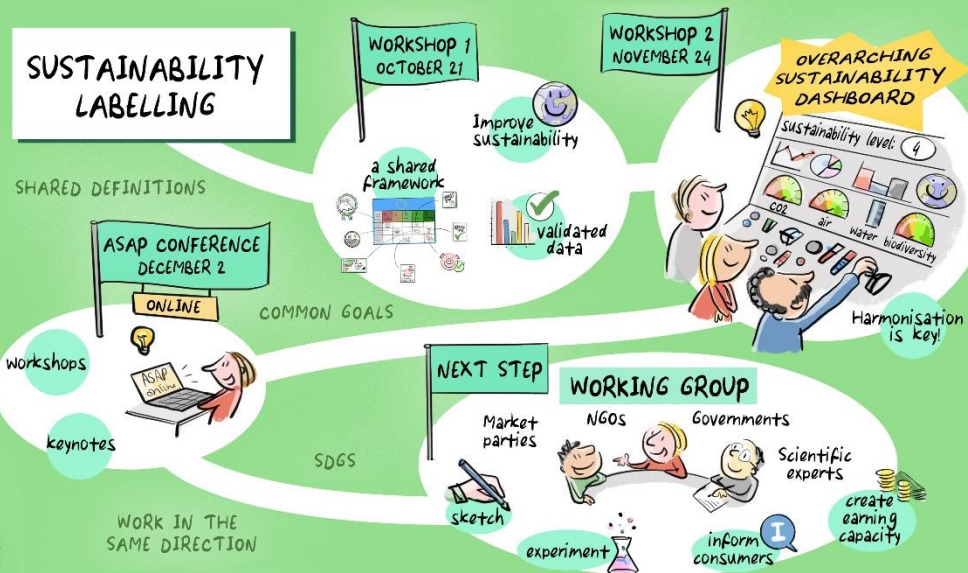 SUSTAINABILITY
LABELLING
WORKSHOP 1
OCTOBER 21
Improve
sustainability
a shared
framework
validated
data
WORKSHOP 2
NOVEMBER 24
OVERARCHING
SUSTAINABILITY
DASHBOARD
sustainability level: 4
CO2
air
water
biodiversity
Harmonisation
is key!
SHARED DEFINITIONS
ASAP CONFERENCE
DECEMBER 2
ONLINE
COMMON GOALS
workshops
ASAP
online
keynotes
SDGS
WORK IN THE
SAME DIRECTION
NEXT STEP
WORKING GROUP
Market
parties
NGOs
Governments
Scientific
experts
sketch
experiment
inform
consumers
I
create
earning
capacity